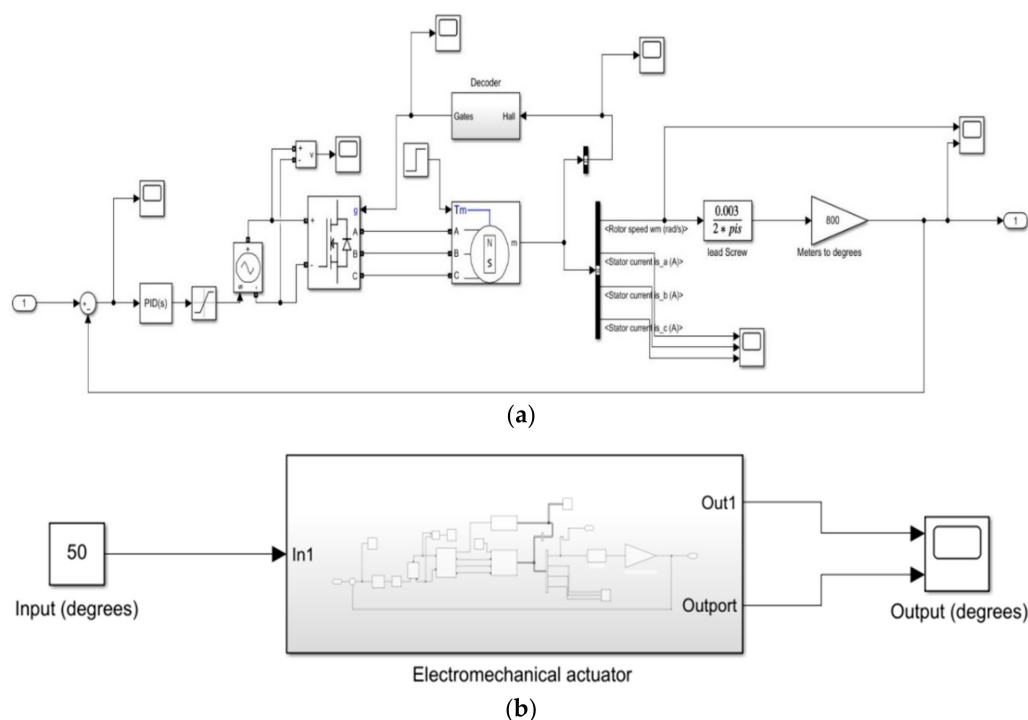 Decoder
Gates
Hall
+
v
-
g
Tm
+
A
A
B
B
-
C
C
N
S
m
<Rotor speed wm (rad/s)>
<Stator current is_a (A)>
<Stator current is_b (A)>
<Stator current is_c (A)>
0.003
2 * pis
lead Screw
800
Meters to degrees
1
1
+
-
PID(s)
+
s
-
(a)
50
Input (degrees)
In1
Out1
Outport
Electromechanical actuator
Output (degrees)
(b)